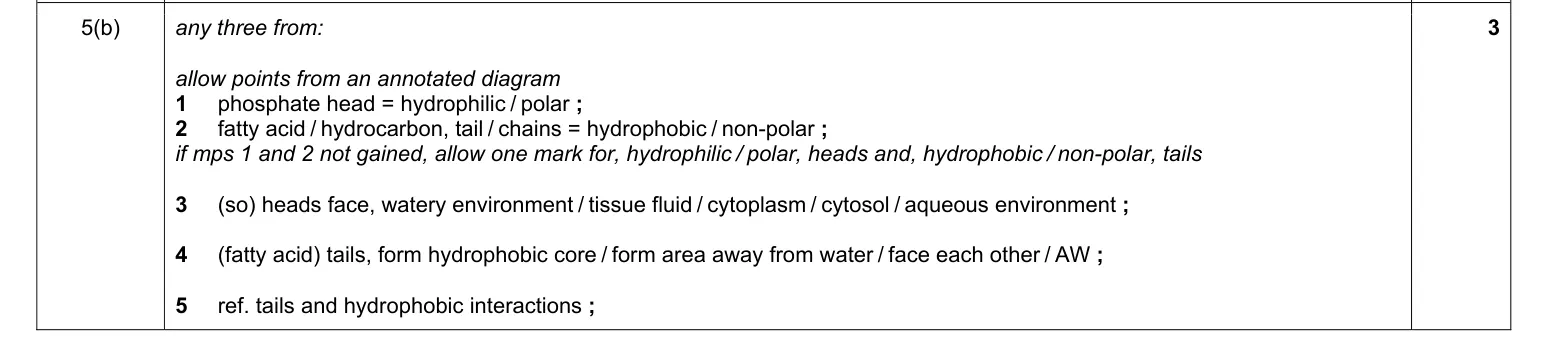 5(b) any three from: 3
allow points from an annotated diagram
1 phosphate head = hydrophilic / polar ;
2 fatty acid / hydrocarbon, tail / chains = hydrophobic / non-polar ;
if mps 1 and 2 not gained, allow one mark for, hydrophilic / polar, heads and, hydrophobic / non-polar, tails
3 (so) heads face, watery environment / tissue fluid / cytoplasm / cytosol / aqueous environment ;
4 (fatty acid) tails, form hydrophobic core / form area away from water / face each other / AW ;
5 ref. tails and hydrophobic interactions ;